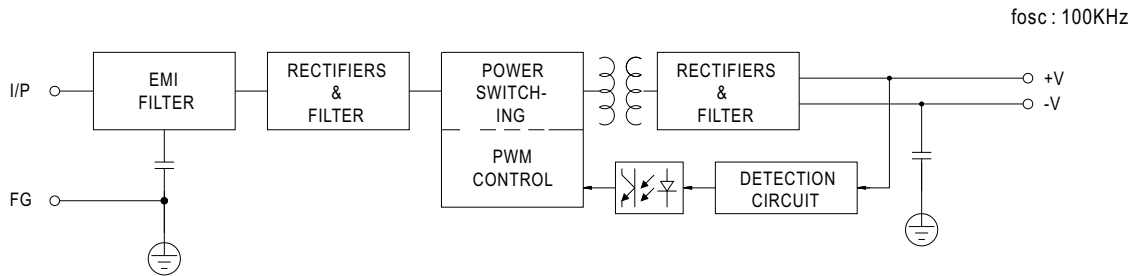 fosc : 100KHz
I/P
EMI
FILTER
RECTIFIERS
&
FILTER
POWER
SWITCH-
ING
PWM
CONTROL
RECTIFIERS
&
FILTER
+V
-V
DETECTION
CIRCUIT
FG